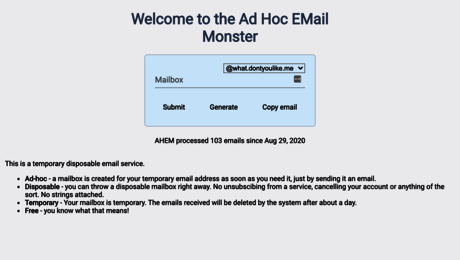 Welcome to the Ad Hoc EMail
Monster
@what.dontyoulike.me
Mailbox
Submit Generate Copy email
AHEM processed 103 emails since Aug 29, 2020
This is a temporary disposable email service.
• Ad-hoc - a mailbox is created for your temporary email address as soon as you need it, just by sending it an email.
• Disposable - you can throw a disposable mailbox right away. No unsubscribing from a service, cancelling your account or anything of the
sort. No strings attached.
• Temporary - Your mailbox is temporary. The emails received will be deleted by the system after about a day.
• Free - you know what that means!